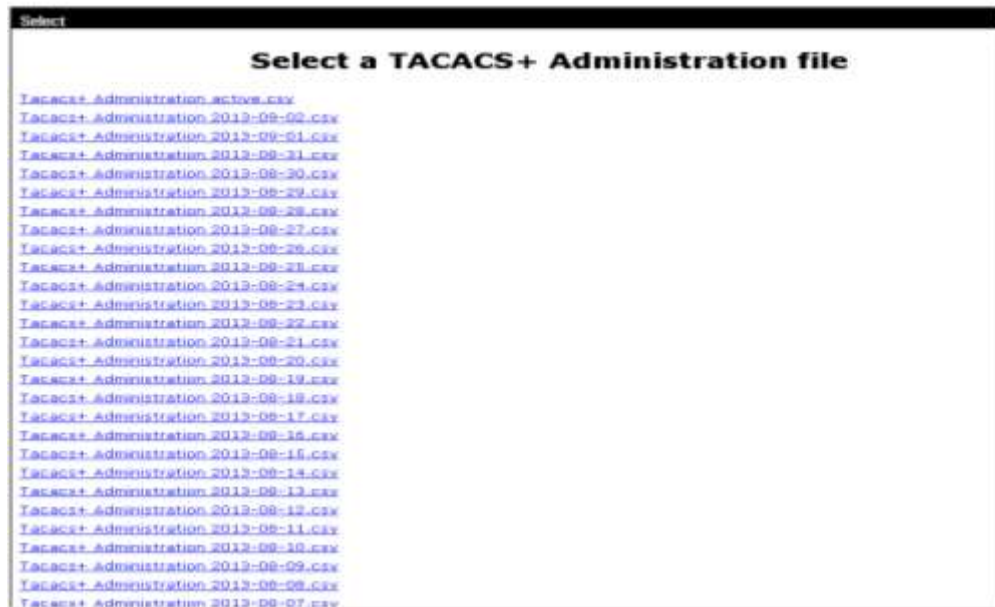 Select
Select a TACACS+ Administration file
Tacacs+ Administration active.csv
Tacacs+ Administration 2013-09-02.csv
Tacacs+ Administration 2013-09-01.csv
Tacacs+ Administration 2013-08-31.csv
Tacacs+ Administration 2013-08-30.csv
Tacacs+ Administration 2013-08-29.csv
Tacacs+ Administration 2013-08-28.csv
Tacacs+ Administration 2013-08-27.csv
Tacacs+ Administration 2013-08-26.csv
Tacacs+ Administration 2013-08-25.csv
Tacacs+ Administration 2013-08-24.csv
Tacacs+ Administration 2013-08-23.csv
Tacacs+ Administration 2013-08-22.csv
Tacacs+ Administration 2013-08-21.csv
Tacacs+ Administration 2013-08-20.csv
Tacacs+ Administration 2013-08-19.csv
Tacacs+ Administration 2013-08-18.csv
Tacacs+ Administration 2013-08-17.csv
Tacacs+ Administration 2013-08-16.csv
Tacacs+ Administration 2013-08-15.csv
Tacacs+ Administration 2013-08-14.csv
Tacacs+ Administration 2013-08-13.csv
Tacacs+ Administration 2013-08-12.csv
Tacacs+ Administration 2013-08-11.csv
Tacacs+ Administration 2013-08-10.csv
Tacacs+ Administration 2013-08-09.csv
Tacacs+ Administration 2013-08-08.csv
Tacacs+ Administration 2013-08-07.csv